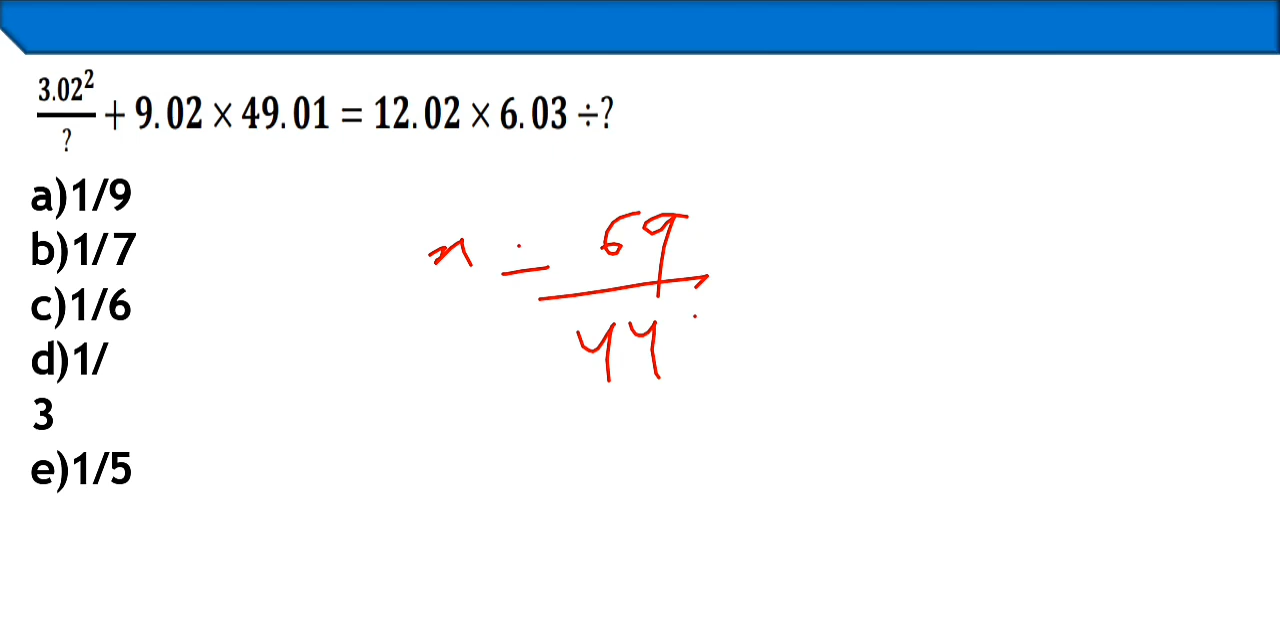 3.02²/? + 9.02 × 49.01 = 12.02 × 6.03 ÷?
a)1/9
b)1/7
c)1/6
d)1/
3
e)1/5
x = 69/44